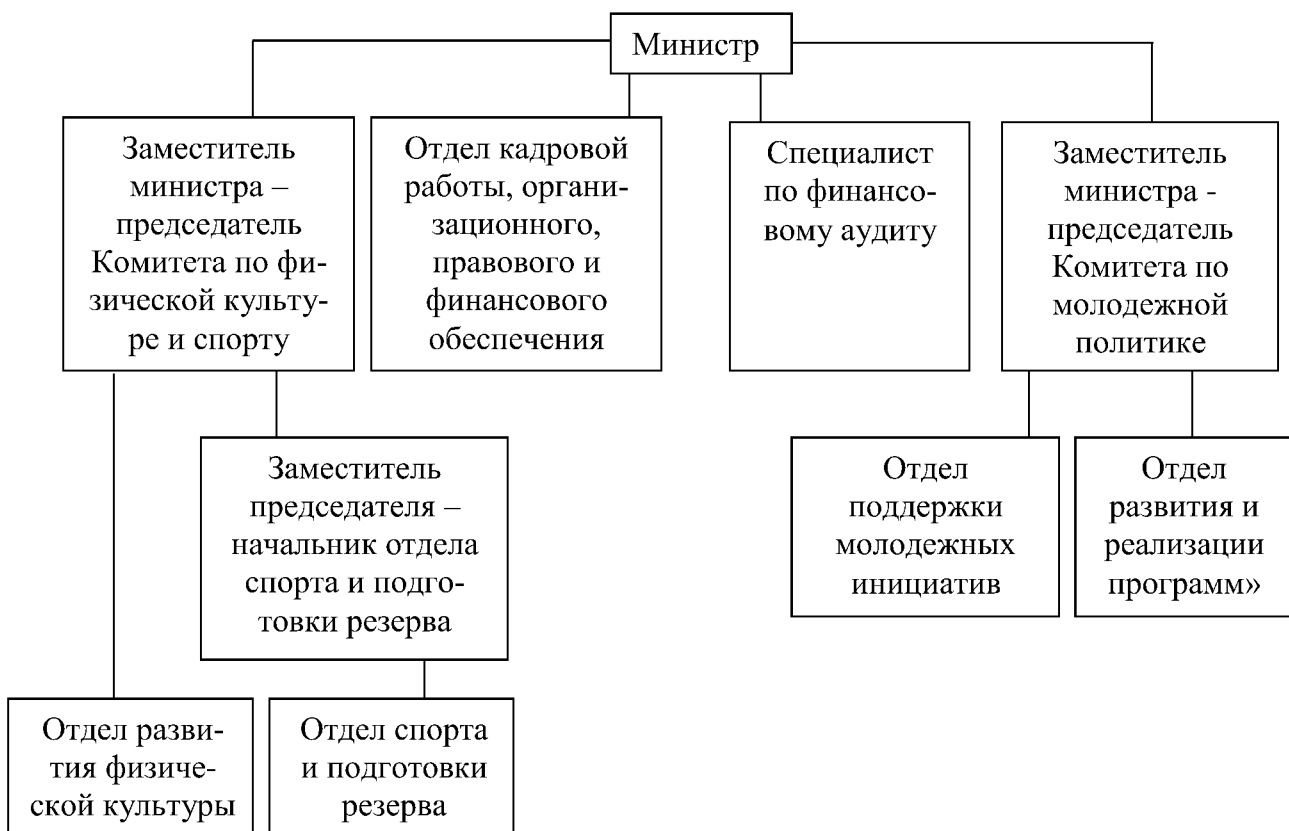 Министр
Заместитель
министра –
председатель
Комитета по фи-
зической культу-
ре и спорту
Отдел кадровой
работы, органи-
зационного,
правового и
финансового
обеспечения
Специалист
по финансо-
вому аудиту
Заместитель
министра -
председатель
Комитета по
молодежной
политике
Заместитель
председателя –
начальник отдела
спорта и подго-
товки резерва
Отдел
поддержки
молодежных
инициатив
Отдел
развития и
реализации
программ»
Отдел разви-
тия физиче-
ской культуры
Отдел спорта
и подготовки
резерва